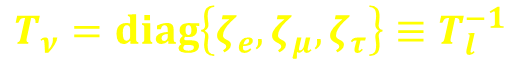 T_ν = diag{ζ_e, ζ_μ, ζ_τ} ≡ T_l^{-1}